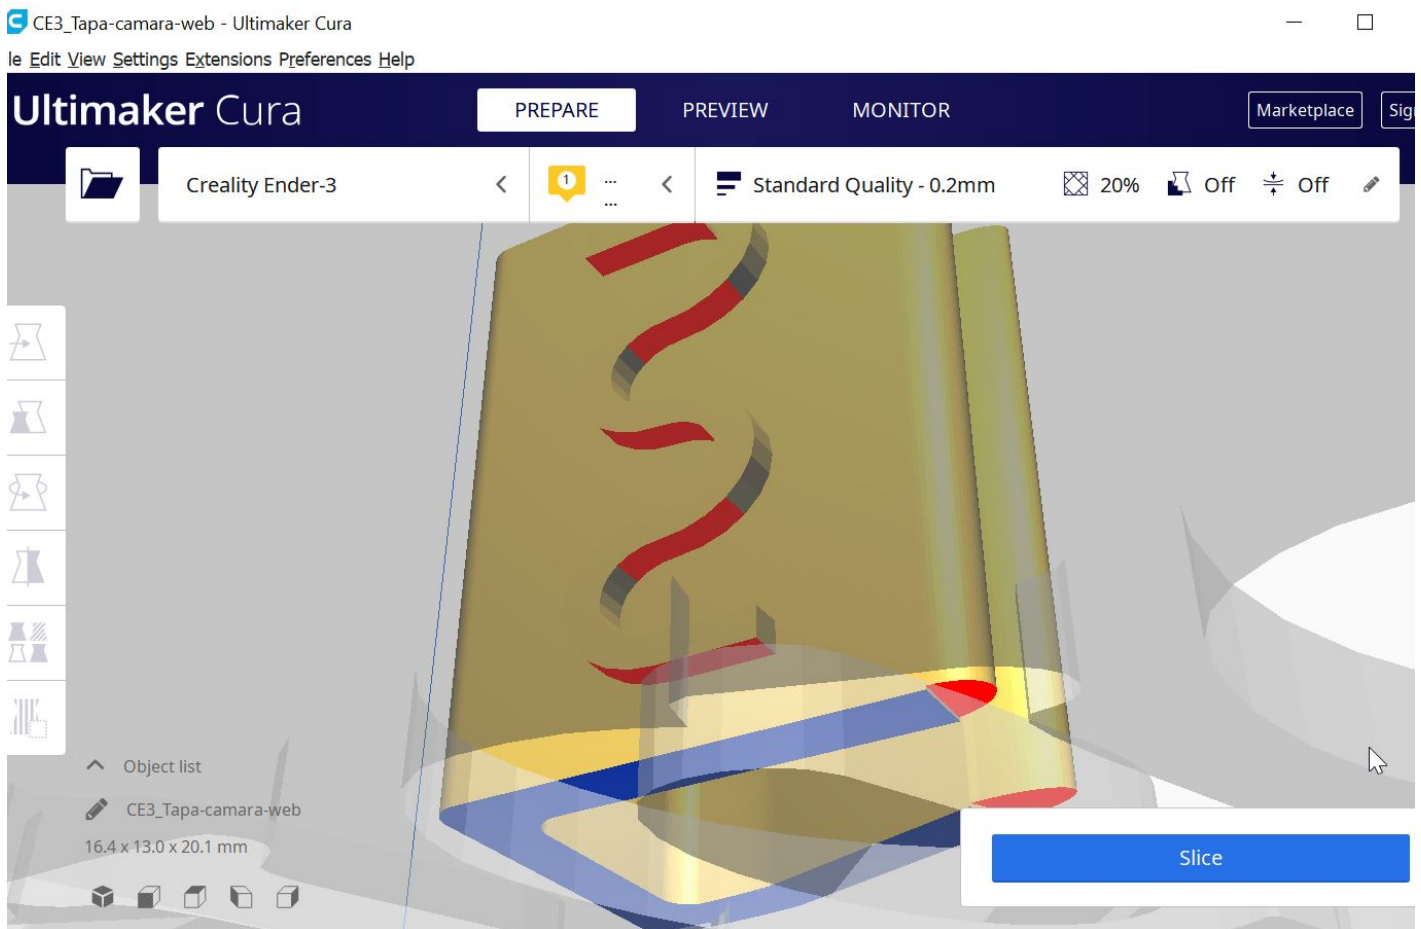 CE3_Tapa-camara-web - Ultimaker Cura
le Edit View Settings Extensions Preferences Help
Ultimaker Cura
PREPARE
PREVIEW
MONITOR
Marketplace
Sig
Creality Ender-3
1
...
...
Standard Quality - 0.2mm
20%
Off
Off
Object list
CE3_Tapa-camara-web
16.4 x 13.0 x 20.1 mm
Slice